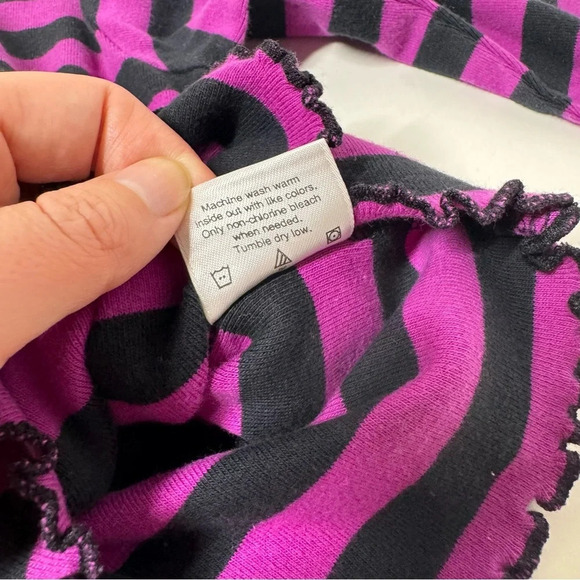 Machine wash warm
inside out with like colors.
Only non-chlorine bleach
when needed.
Tumble dry low.